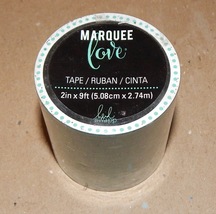 MARQUEE
love
TAPE / RUBAN / CINTA
2in x 9ft (5.08cm x 2.74m)